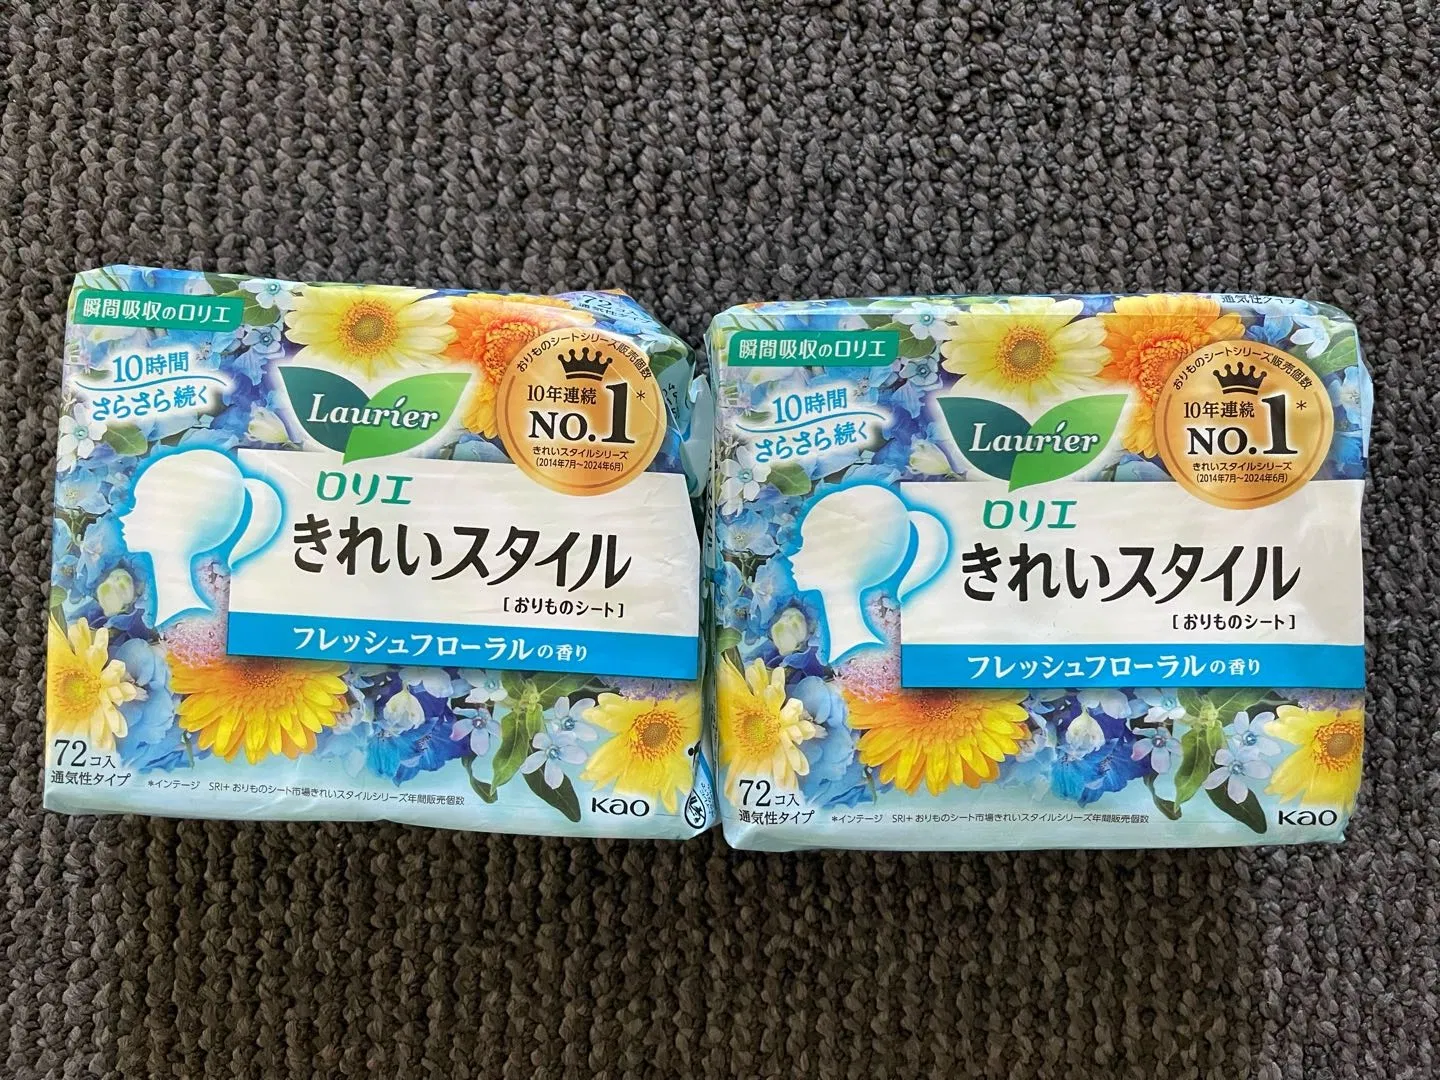 瞬間吸収のロリエ
10時間
さらさら続く
Laurier
おりものシートシリーズ販売個数
10年連続
NO.1*
きれいスタイルシリーズ
(2014年7月~2024年6月)
ロリエ
きれいスタイル
[おりものシート]
フレッシュフローラルの香り
72コ入
通気性タイプ
*インテージ SRI+ おりものシート市場きれいスタイルシリーズ年間販売個数
Kao
通気性タイプ
瞬間吸収のロリエ
10時間
さらさら続く
Laurier
おりものシートシリーズ販売個数
10年連続
NO.1*
きれいスタイルシリーズ
(2014年7月~2024年6月)
ロリエ
きれいスタイル
[おりものシート]
フレッシュフローラルの香り
72コ入
通気性タイプ
*インテージ SRI+ おりものシート市場きれいスタイルシリーズ年間販売個数
Kao